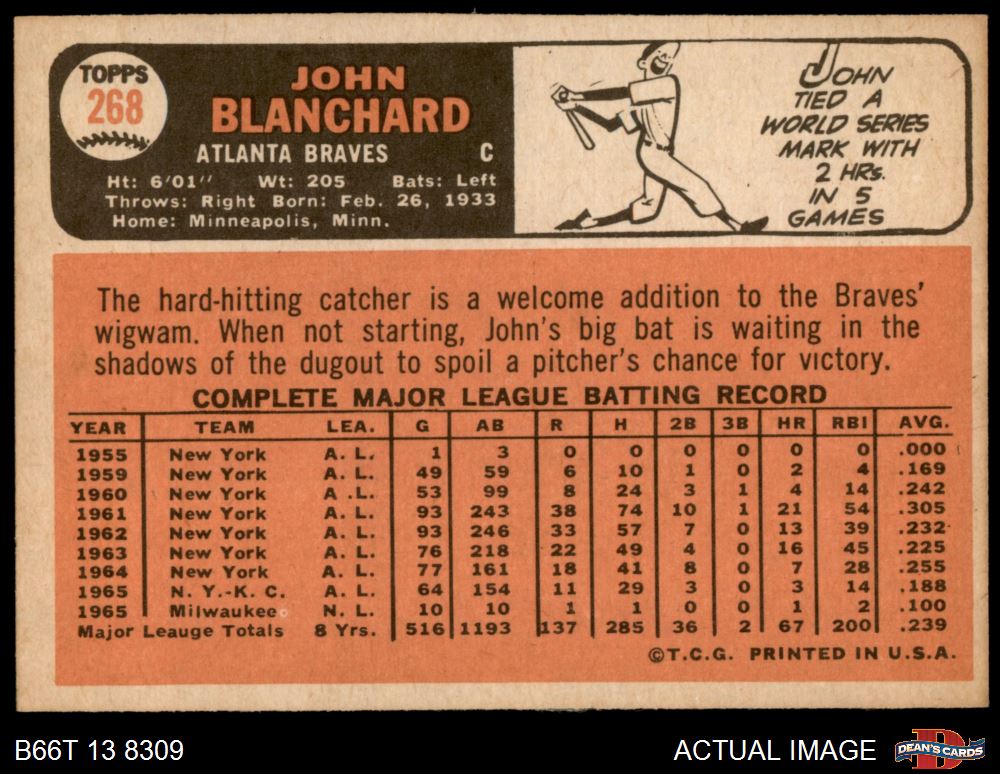 TOPPS
268
JOHN
BLANCHARD
ATLANTA BRAVES C
Ht: 6'01" Wt: 205 Bats: Left
Throws: Right Born: Feb. 26, 1933
Home: Minneapolis, Minn.
JOHN
TIED A
WORLD SERIES
MARK WITH
2 HRs.
IN 5
GAMES
The hard-hitting catcher is a welcome addition to the Braves'
wigwam. When not starting, John's big bat is waiting in the
shadows of the dugout to spoil a pitcher's chance for victory.
COMPLETE MAJOR LEAGUE BATTING RECORD
YEAR TEAM LEA. G AB R H 2B 3B HR RBI AVG.
1955 New York A. L. 1 3 0 0 0 0 0 0 .000
1959 New York A. L. 49 59 6 10 1 0 2 4 .169
1960 New York A .L. 53 99 8 24 3 1 4 14 .242
1961 New York A. L. 93 243 38 74 10 1 21 54 .305
1962 New York A. L. 93 246 33 57 7 0 13 39 .232
1963 New York A. L. 76 218 22 49 4 0 16 45 .225
1964 New York A. L. 77 161 18 41 8 0 7 28 .255
1965 N. Y.-K. C. A. L. 64 154 11 29 3 0 3 14 .188
1965 Milwaukee N. L. 10 10 1 1 0 0 1 2 .100
Major Leauge Totals 8 Yrs. 516 1193 137 285 36 2 67 200 .239
©T.C.G. PRINTED IN U.S.A.
B66T 13 8309 ACTUAL IMAGE DEAN'S CARDS